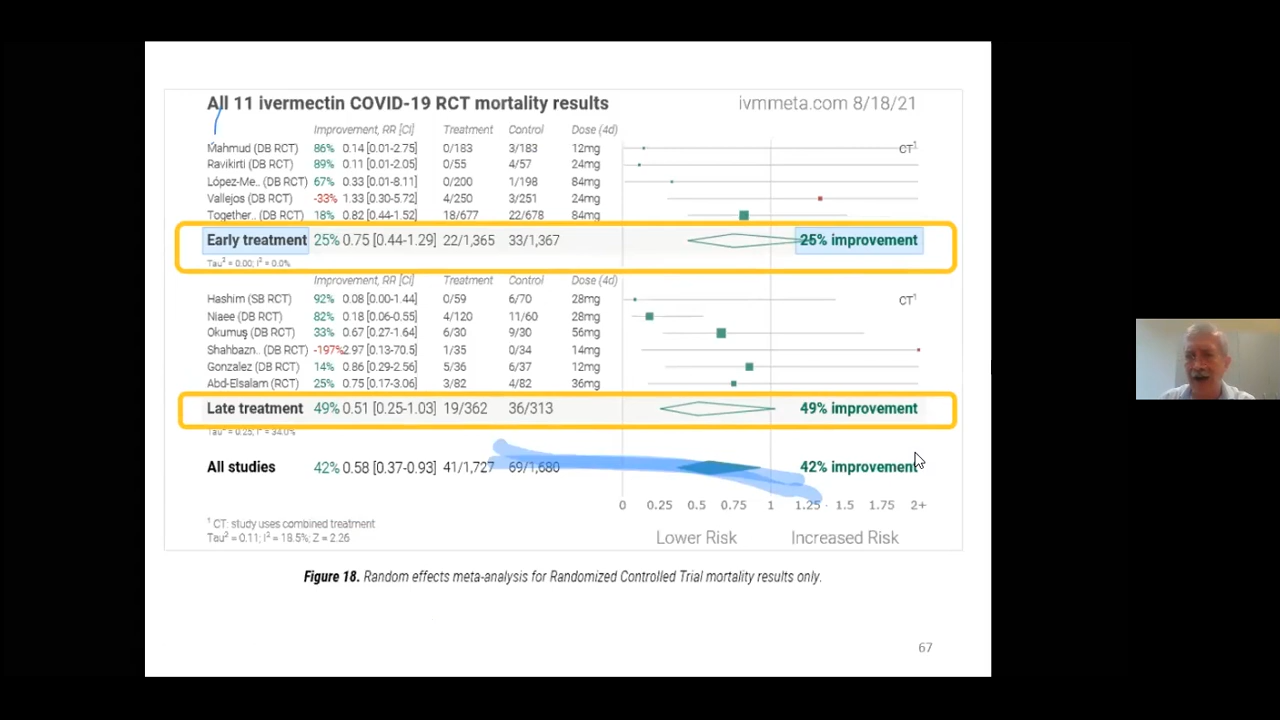 All 11 ivermectin COVID-19 RCT mortality results ivmmeta.com 8/18/21
Improvement, RR [CI] Treatment Control Dose (4d)
Mahmud (DB RCT) 86% 0.14 [0.01-2.75] 0/183 3/183 12mg CT¹
Ravikirti (DB RCT) 89% 0.11 [0.01-2.05] 0/55 4/57 24mg
López-Me.. (DB RCT) 67% 0.33 [0.01-8.11] 0/200 1/198 84mg
Vallejos (DB RCT) -33% 1.33 [0.30-5.72] 4/250 3/251 24mg
Together.. (DB RCT) 18% 0.82 [0.44-1.52] 18/677 22/678 84mg
Early treatment 25% 0.75 [0.44-1.29] 22/1,365 33/1,367 25% improvement
Tau² = 0.00; I² = 0.0%
Improvement, RR [CI] Treatment Control Dose (4d)
Hashim (SB RCT) 92% 0.08 [0.00-1.44] 0/59 6/70 28mg CT¹
Niaee (DB RCT) 82% 0.18 [0.06-0.55] 4/120 11/60 28mg
Okumuş (DB RCT) 33% 0.67 [0.27-1.64] 6/30 9/30 56mg
Shahbazn.. (DB RCT) -197% 2.97 [0.13-70.5] 1/35 0/34 14mg
Gonzalez (DB RCT) 14% 0.86 [0.29-2.56] 5/36 6/37 12mg
Abd-Elsalam (RCT) 25% 0.75 [0.17-3.06] 3/82 4/82 36mg
Late treatment 49% 0.51 [0.25-1.03] 19/362 36/313 49% improvement
Tau² = 0.25; I² = 34.0%
All studies 42% 0.58 [0.37-0.93] 41/1,727 69/1,680 42% improvement
0 0.25 0.5 0.75 1 1.25 1.5 1.75 2+
¹ CT: study uses combined treatment
Tau² = 0.11; I² = 18.5%; Z = 2.26
Lower Risk Increased Risk
Figure 18. Random effects meta-analysis for Randomized Controlled Trial mortality results only.
67